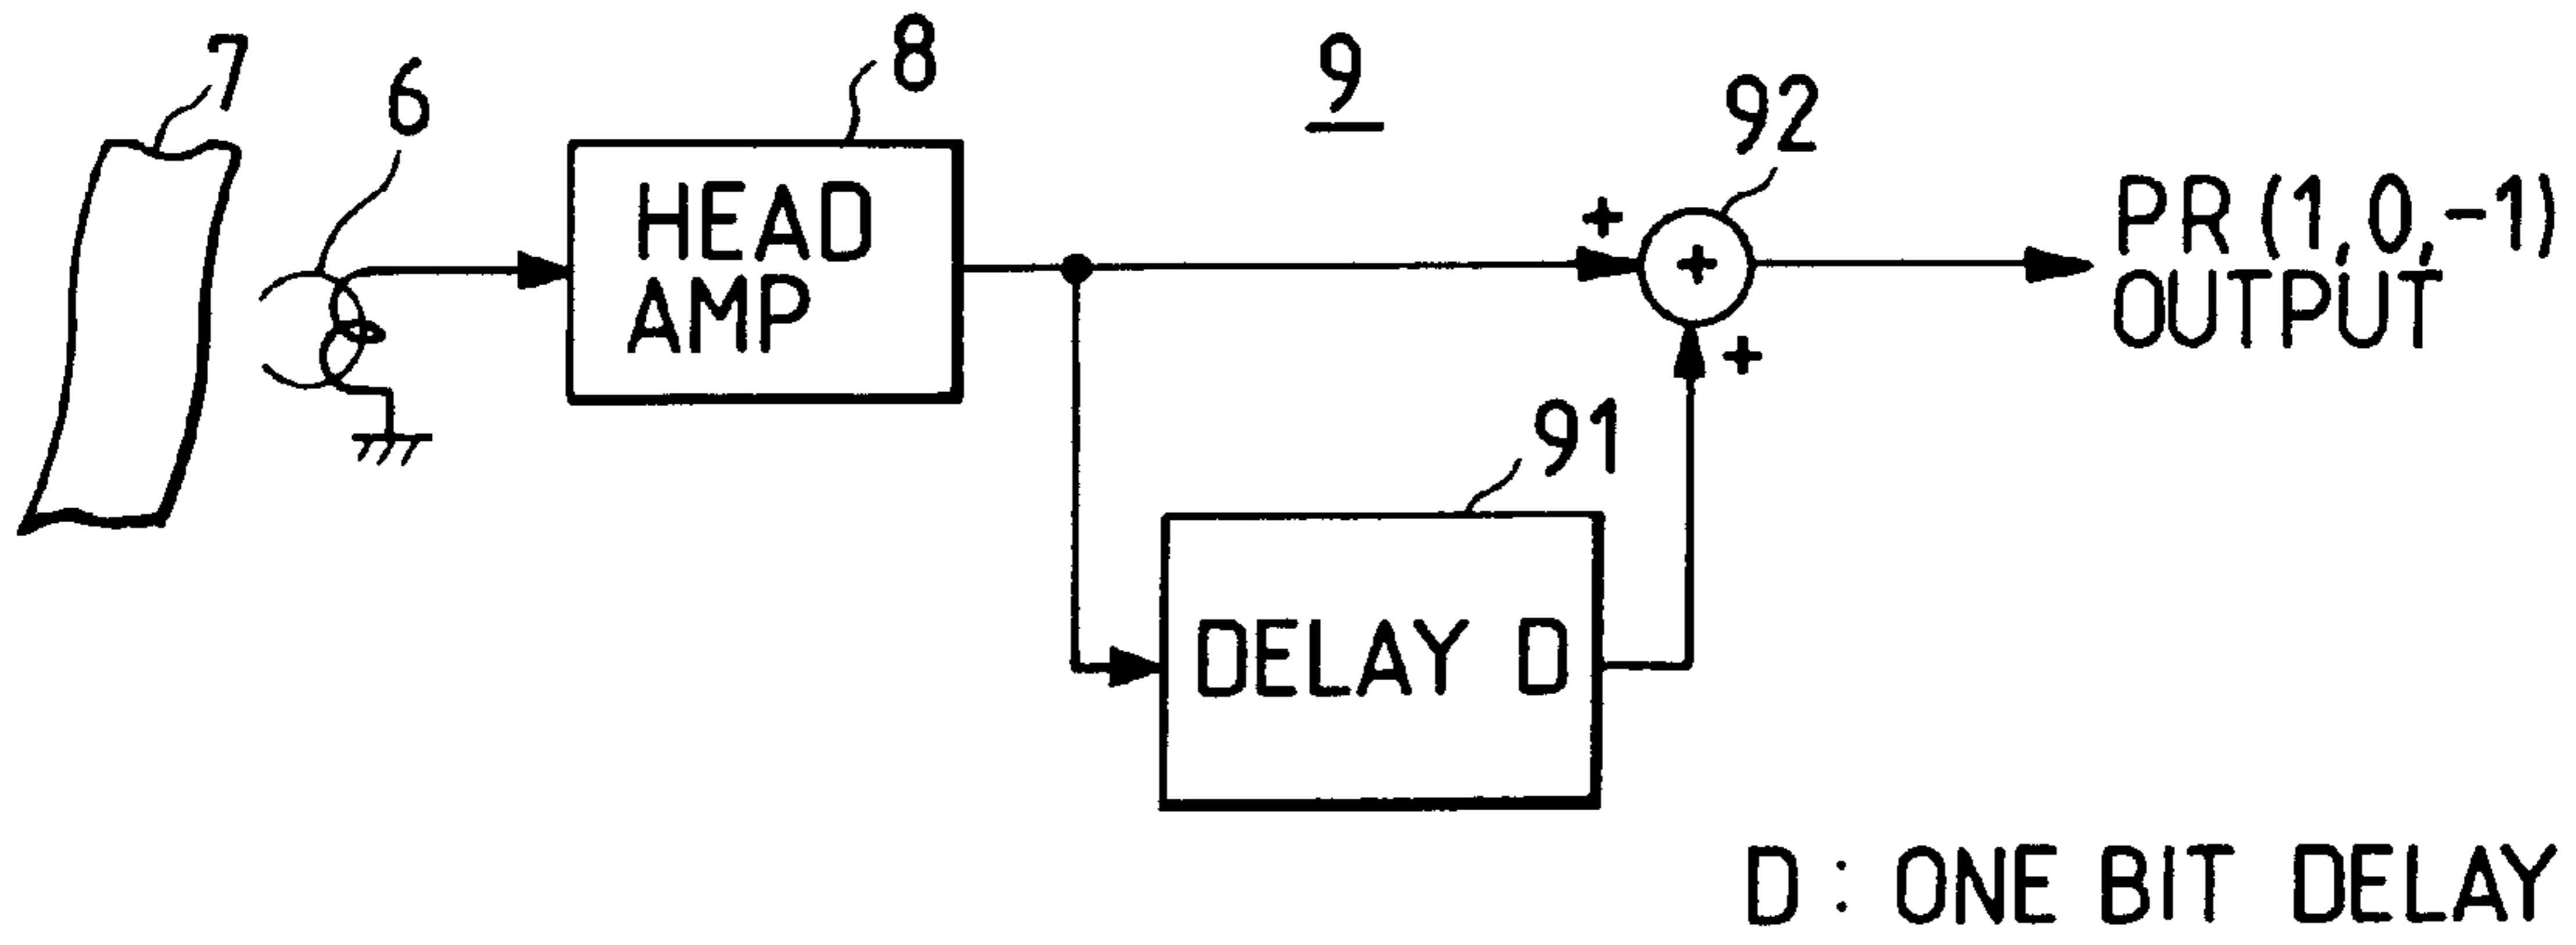 7
6
8
9
92
HEAD
AMP
+
+
+
PR (1, 0, -1)
OUTPUT
91
DELAY D
D : ONE BIT DELAY